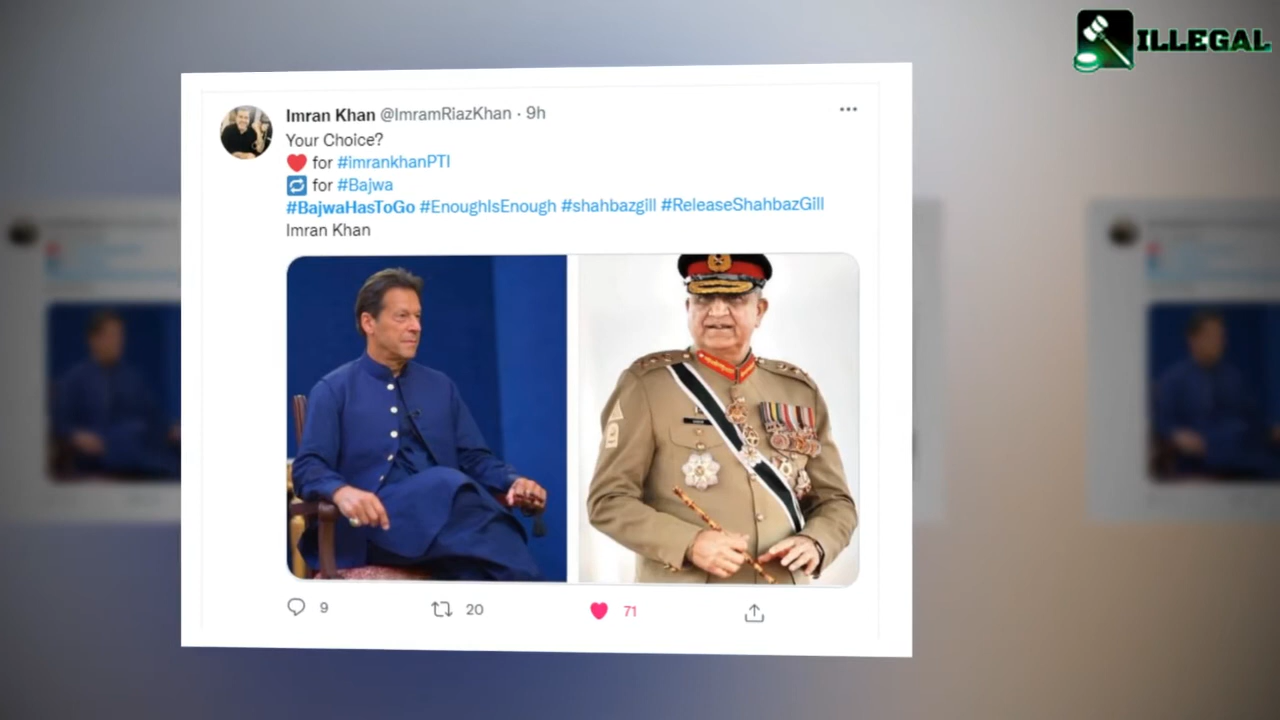 ILLEGAL
Imran Khan @ImramRiazKhan · 9h
Your Choice?
❤️ for #imrankhanPTI
🔁 for #Bajwa
#BajwaHasToGo #EnoughIsEnough #shahbazgill #ReleaseShahbazGill
Imran Khan
9 20 71